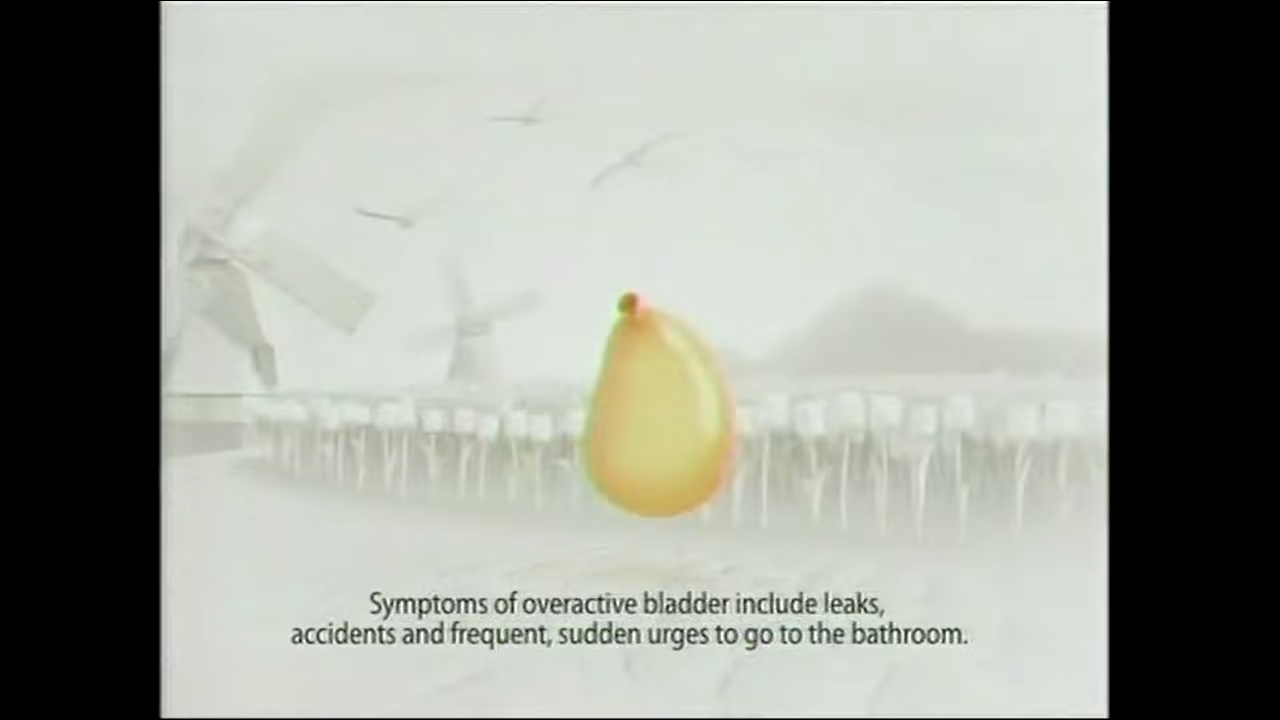 Symptoms of overactive bladder include leaks,
accidents and frequent, sudden urges to go to the bathroom.